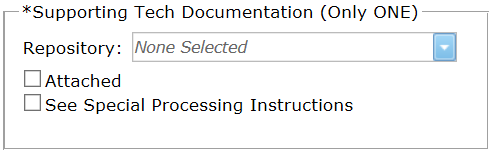 *Supporting Tech Documentation (Only ONE)
Repository: None Selected
Attached
See Special Processing Instructions